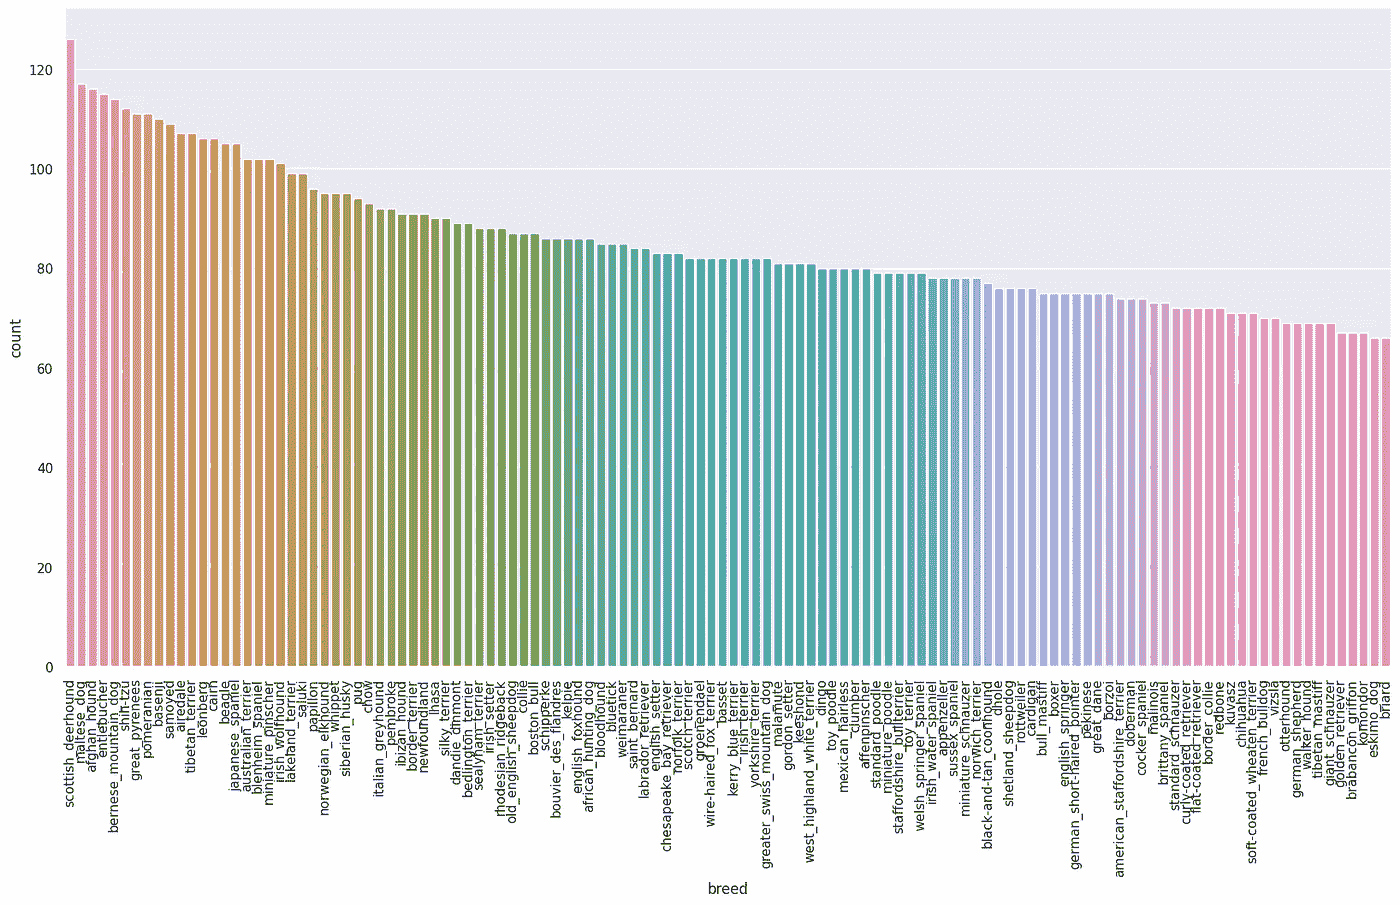 120
100
80
60
40
20
0
count
scottish_deerhound
maltese_dog
afghan_hound
entlebucher
bernese_mountain_dog
shih-tzu
great_pyrenees
pomeranian
basenji
samoyed
airedale
tibetan_terrier
leonberg
cairn
beagle
japanese_spaniel
australian_terrier
blenheim_spaniel
miniature_pinscher
irish_wolfhound
lakeland_terrier
saluki
papillon
norwegian_elkhound
whippet
siberian_husky
pug
chow
italian_greyhound
pembroke
ibizan_hound
border_terrier
newfoundland
lhasa
silky_terrier
dandie_dinmont
bedlington_terrier
sealyham_terrier
irish_setter
rhodesian_ridgeback
old_english_sheepdog
collie
boston_bull
schipperke
bouvier_des_flandres
kelpie
english_foxhound
african_hunting_dog
bloodhound
bluetick
weimaraner
saint_bernard
labrador_retriever
english_setter
chesapeake_bay_retriever
norfolk_terrier
scotch_terrier
groenendael
wire-haired_fox_terrier
basset
kerry_blue_terrier
irish_terrier
yorkshire_terrier
greater_swiss_mountain_dog
malamute
gordon_setter
keeshond
west_highland_white_terrier
dingo
toy_poodle
mexican_hairless
clumber
affenpinscher
standard_poodle
miniature_poodle
staffordshire_bullterrier
toy_terrier
welsh_springer_spaniel
irish_water_spaniel
appenzeller
sussex_spaniel
miniature_schnauzer
norwich_terrier
black-and-tan_coonhound
dhole
shetland_sheepdog
rottweiler
cardigan
bull_mastiff
boxer
english_springer
german_short-haired_pointer
pekinese
great_dane
borzoi
american_staffordshire_terrier
doberman
cocker_spaniel
malinois
brittany_spaniel
standard_schnauzer
curly-coated_retriever
flat-coated_retriever
border_collie
redbone
kuvasz
chihuahua
soft-coated_wheaten_terrier
french_bulldog
vizsla
otterhound
german_shepherd
walker_hound
tibetan_mastiff
giant_schnauzer
golden_retriever
brabancon_griffon
komondor
eskimo_dog
briard
breed